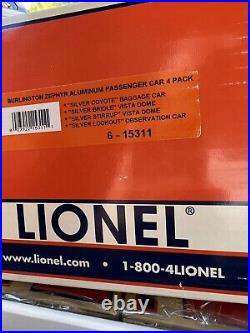 BURLINGTON ZEPHYR ALUMINUM PASSENGER CAR 4 PACK
* "SILVER COYOTE" BAGGAGE CAR
* "SILVER BRIDLE" VISTA DOME
* "SILVER STIRRUP" VISTA DOME
* "SILVER LOOKOUT" OBSERVATION CAR
6 - 15311
LIONEL®
www.lionel.com • 1-800-4LIONEL